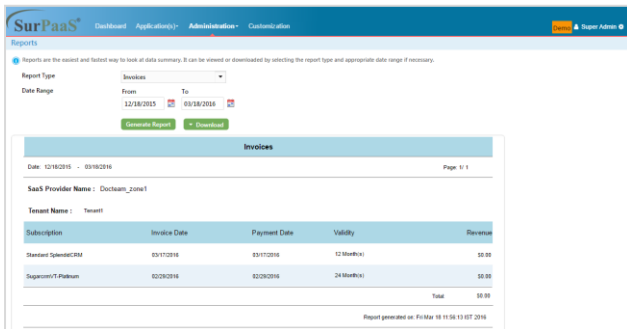 SurPaaS®
Dashboard Application(s)- Administration- Customization
Demo Super Admin
Reports
Reports are the easiest and fastest way to look at data summary. It can be viewed or downloaded by selecting the report type and appropriate date range if necessary.
Report Type Invoices
Date Range From To
12/18/2015 03/18/2016
Generate Report Download
Invoices
Date: 12/18/2015 - 03/18/2016 Page: 1/ 1
SaaS Provider Name : Docteam_zone1
Tenant Name : Tenant1
Subscription Invoice Date Payment Date Validity Revenue
Standard SplendidCRM 03/17/2016 03/17/2016 12 Month(s) $0.00
SugarcomVT-Platinum 02/29/2016 02/29/2016 24 Month(s) $0.00
Total: $0.00
Report generated on: Fri Mar 18 11:56:13 IST 2016